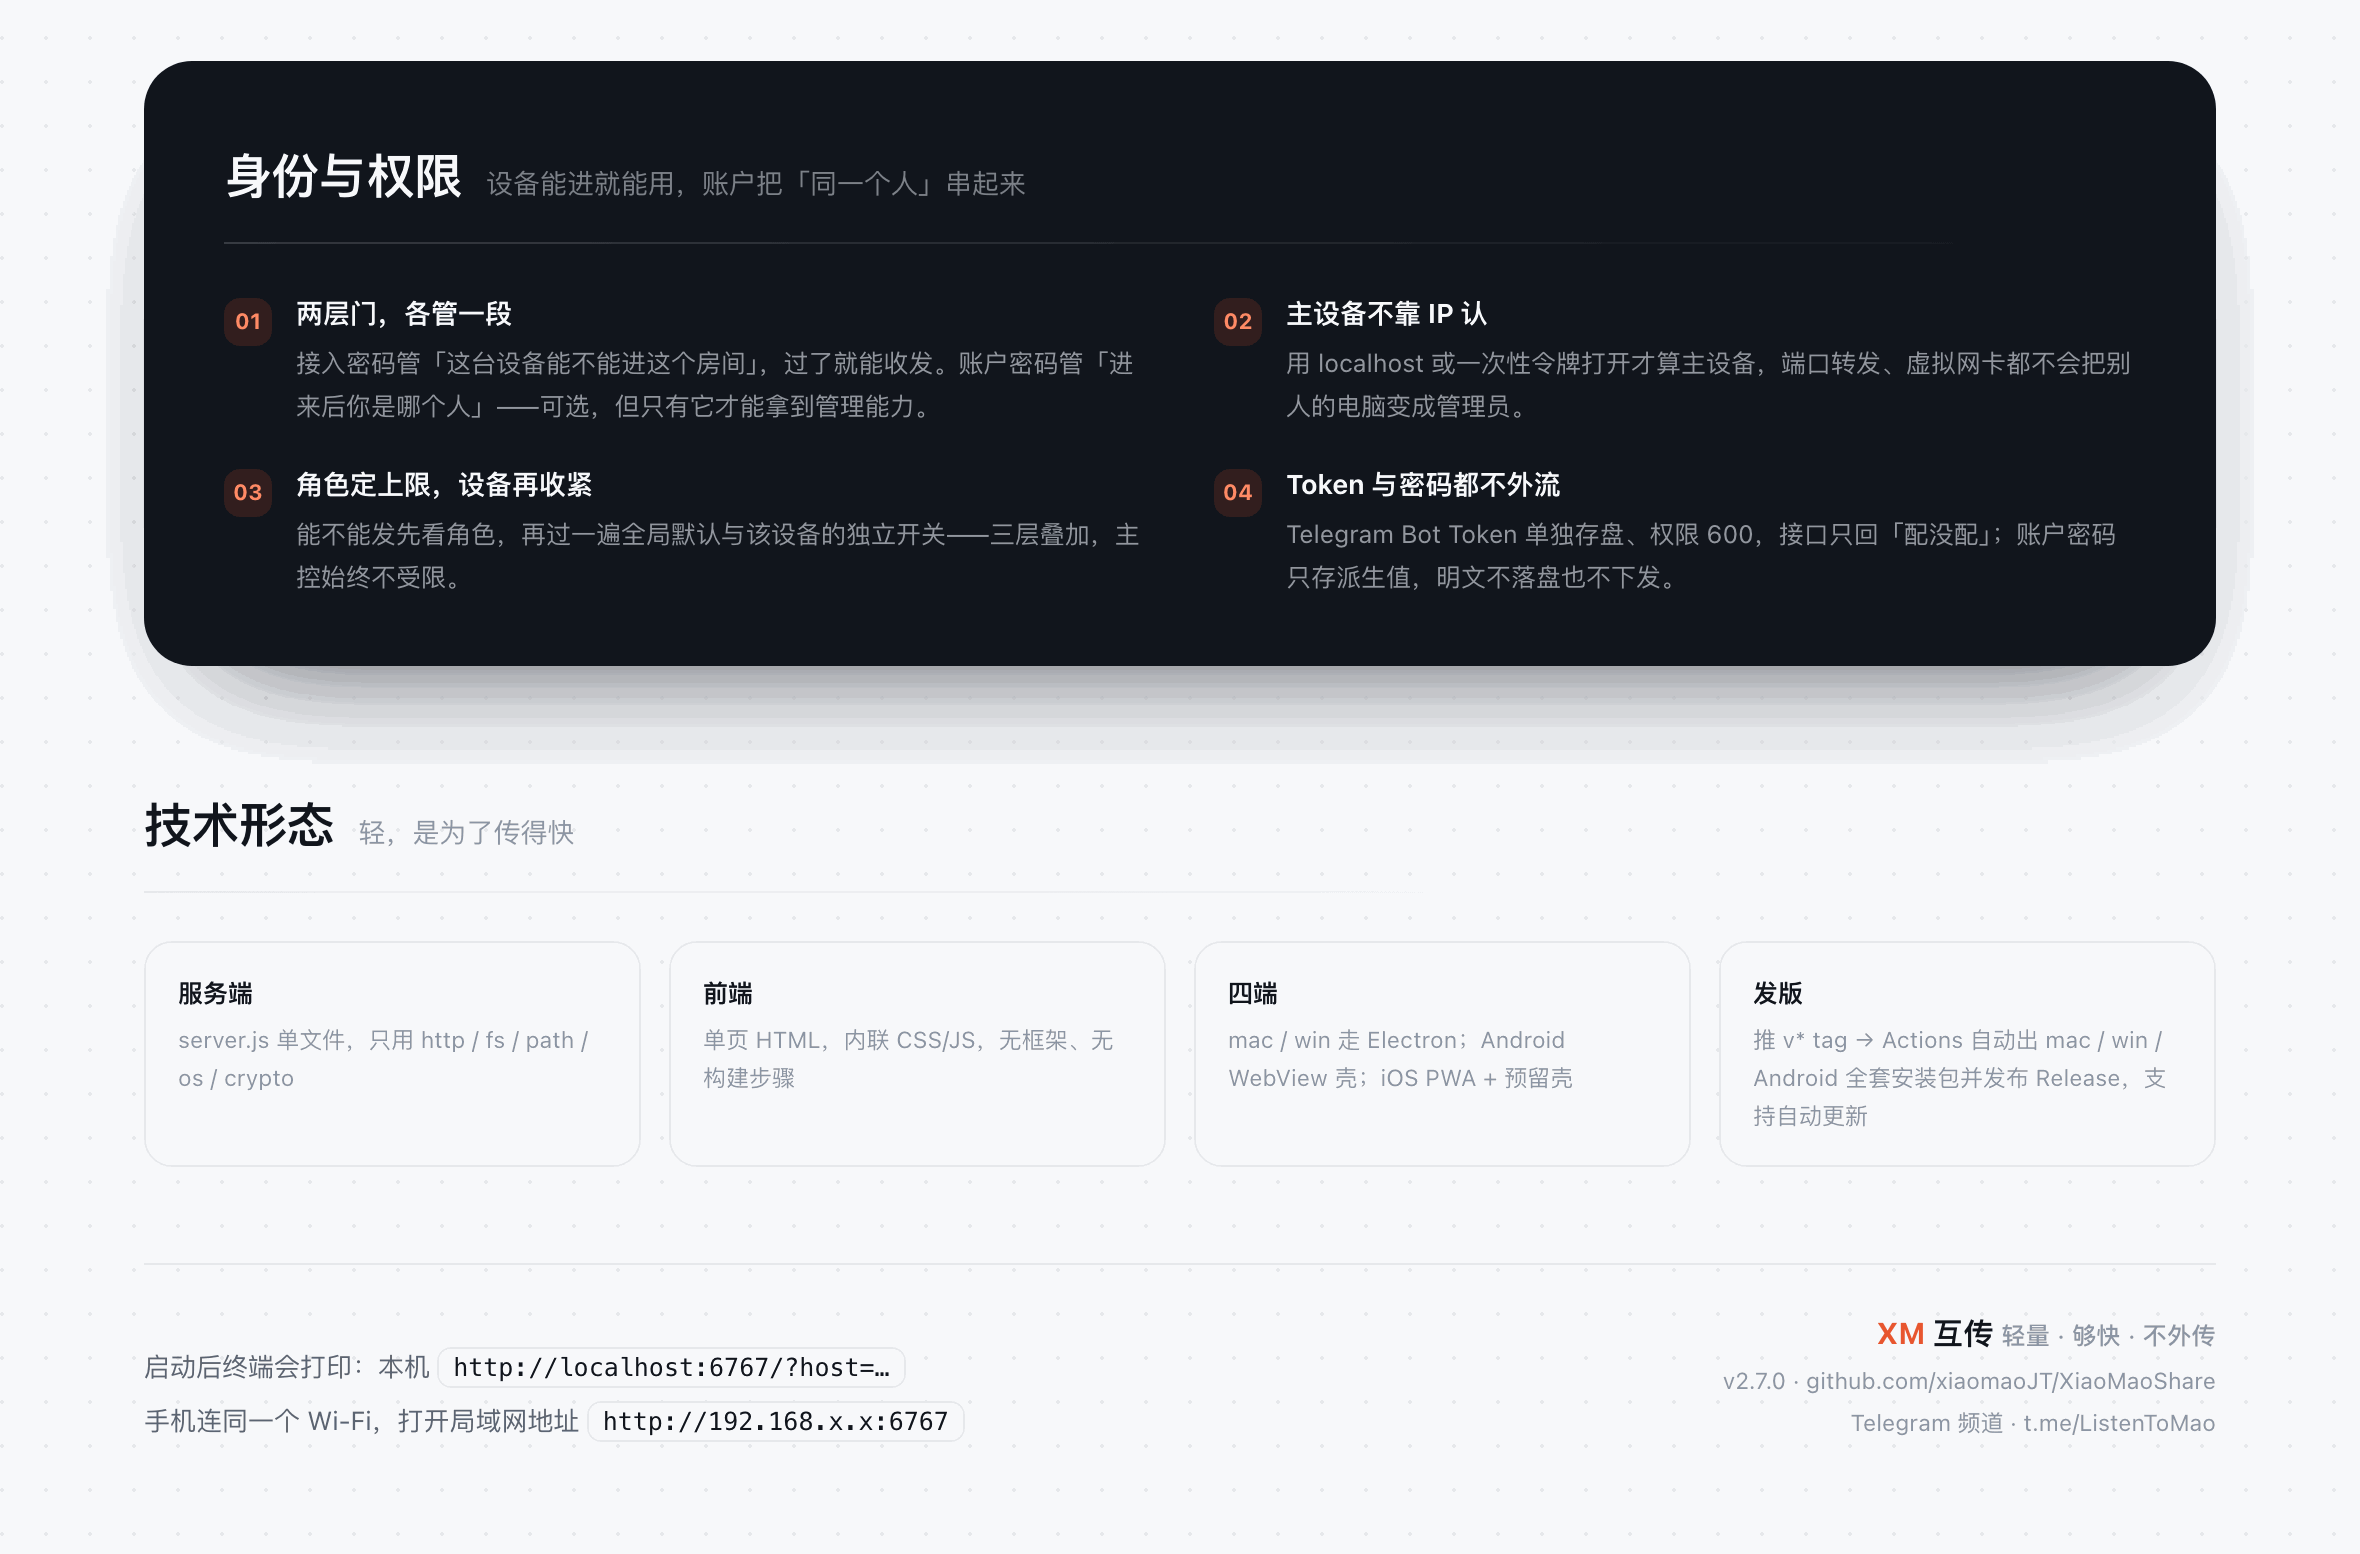 身份与权限 设备能进就能用，账户把「同一个人」串起来
01 两层门，各管一段
接入密码管「这台设备能不能进这个房间」，过了就能收发。账户密码管「进
来后你是哪个人」——可选，但只有它才能拿到管理能力。
02 主设备不靠 IP 认
用 localhost 或一次性令牌打开才算主设备，端口转发、虚拟网卡都不会把别
人的电脑变成管理员。
03 角色定上限，设备再收紧
能不能发先看角色，再过一遍全局默认与该设备的独立开关——三层叠加，主
控始终不受限。
04 Token 与密码都不外流
Telegram Bot Token 单独存盘、权限 600，接口只回「配没配」；账户密码
只存派生值，明文不落盘也不下发。
技术形态 轻，是为了传得快
服务端
server.js 单文件，只用 http / fs / path /
os / crypto
前端
单页 HTML，内联 CSS/JS，无框架、无
构建步骤
四端
mac / win 走 Electron；Android
WebView 壳；iOS PWA + 预留壳
发版
推 v* tag → Actions 自动出 mac / win /
Android 全套安装包并发布 Release，支
持自动更新
启动后终端会打印：本机 http://localhost:6767/?host=…
手机连同一个 Wi-Fi，打开局域网地址 http://192.168.x.x:6767
XM 互传 轻量 · 够快 · 不外传
v2.7.0 · github.com/xiaomaoJT/XiaoMaoShare
Telegram 频道 · t.me/ListenToMao